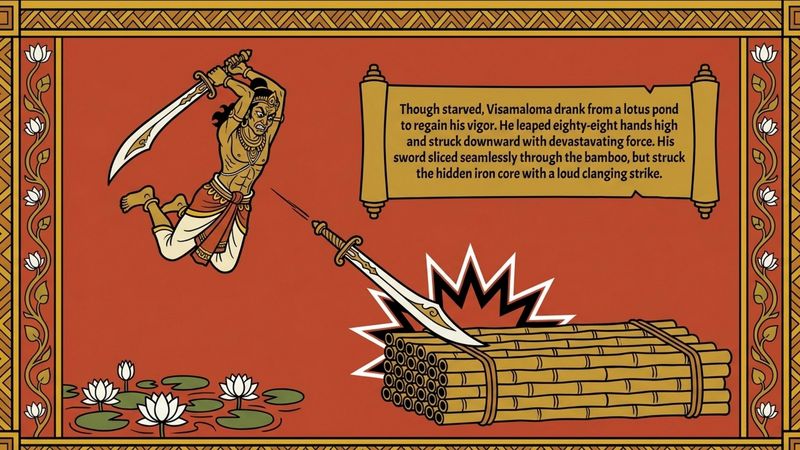 Though starved, Visamaloma drank from a lotus pond
to regain his vigor. He leaped eighty-eight hands high
and struck downward with devastavating force. His
sword sliced seamlessly through the bamboo, but struck
the hidden iron core with a loud clanging strike.